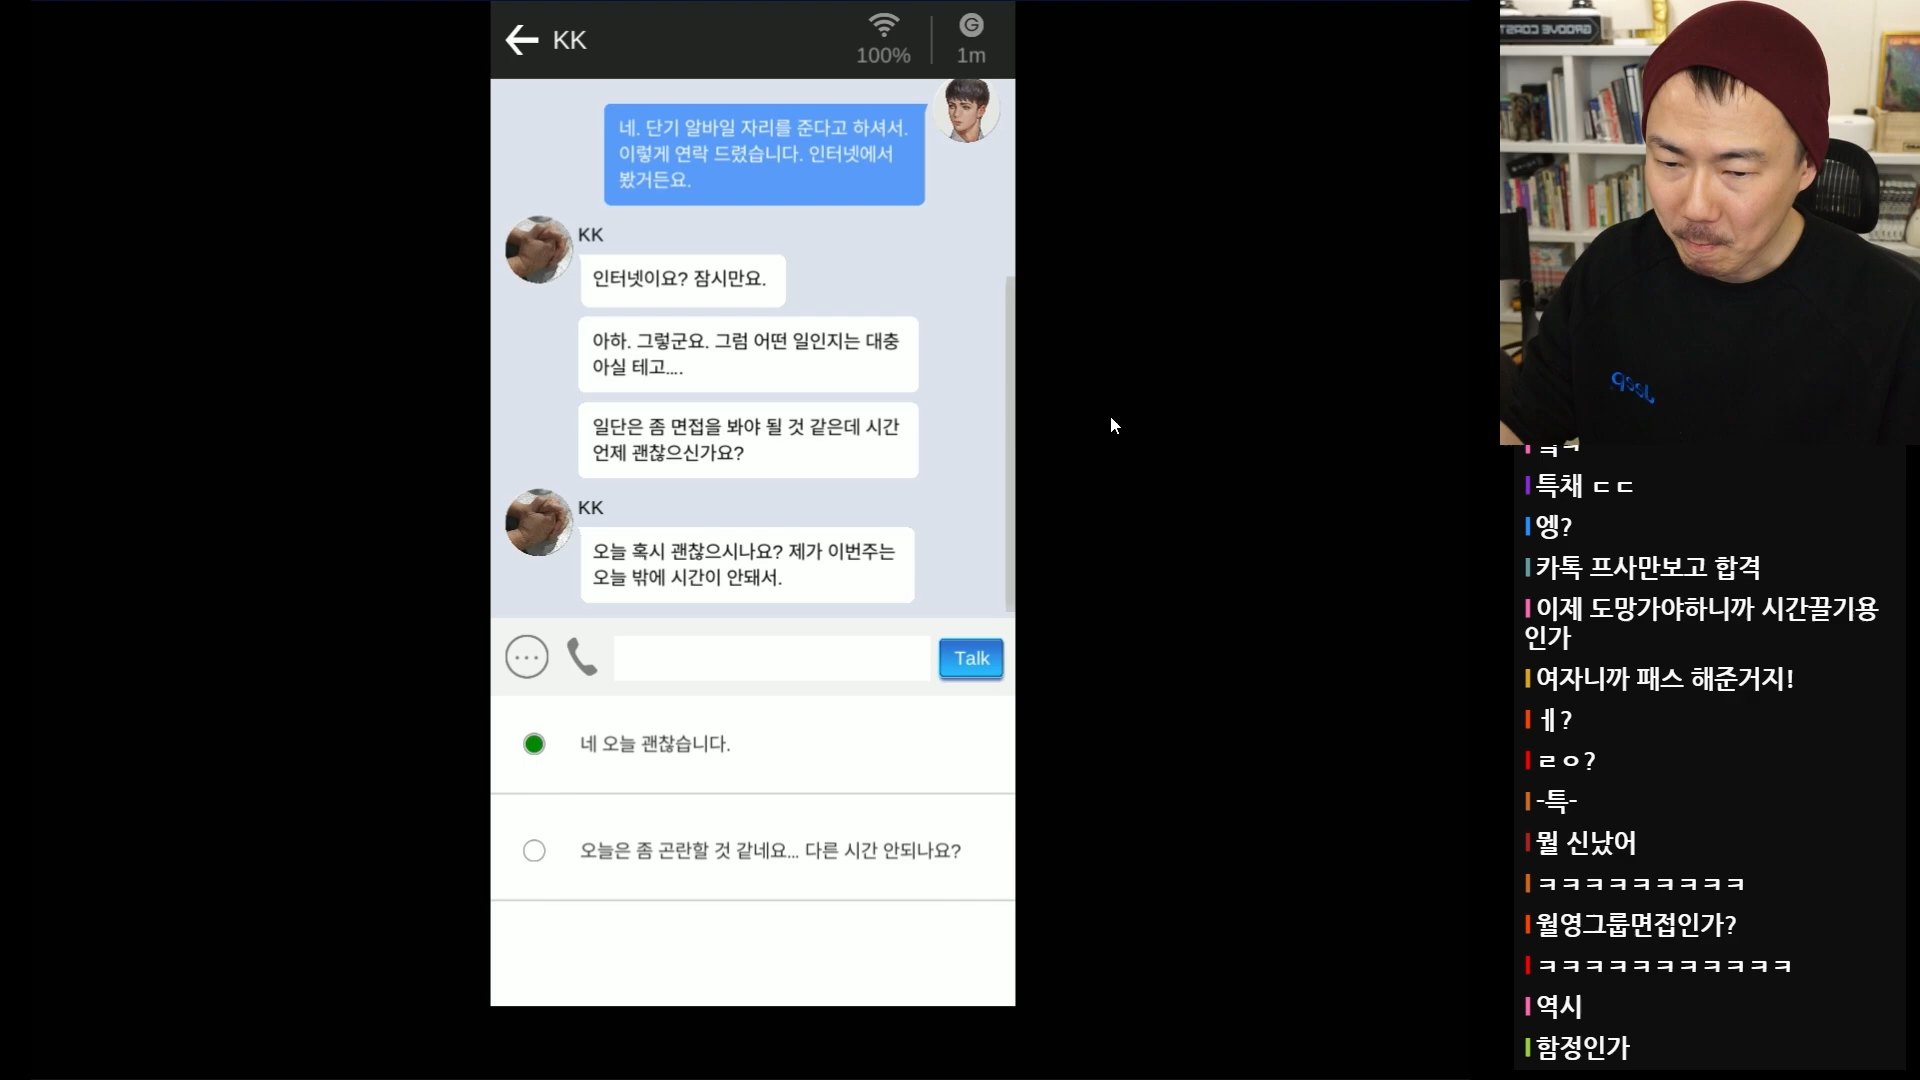 KK
100%
G
1m
네. 단기 알바일 자리를 준다고 하셔서.
이렇게 연락 드렸습니다. 인터넷에서
봤거든요.
KK
인터넷이요? 잠시만요.
아하. 그렇군요. 그럼 어떤 일인지는 대충
아실 테고....
일단은 좀 면접을 봐야 될 것 같은데 시간
언제 괜찮으신가요?
KK
오늘 혹시 괜찮으시나요? 제가 이번주는
오늘 밖에 시간이 안돼서.
Talk
네 오늘 괜찮습니다.
오늘은 좀 곤란할 것 같네요... 다른 시간 안되나요?
GROOVE COASTER
Jeep
특채 ㄷㄷ
엥?
카톡 프사만보고 합격
이제 도망가야하니까 시간끌기용
인가
여자니까 패스 해준거지!
ㅔ?
ㄹㅇ?
-특-
뭘 신났어
ㅋㅋㅋㅋㅋㅋㅋㅋㅋ
월영그룹면접인가?
ㅋㅋㅋㅋㅋㅋㅋㅋㅋㅋㅋ
역시
함정인가